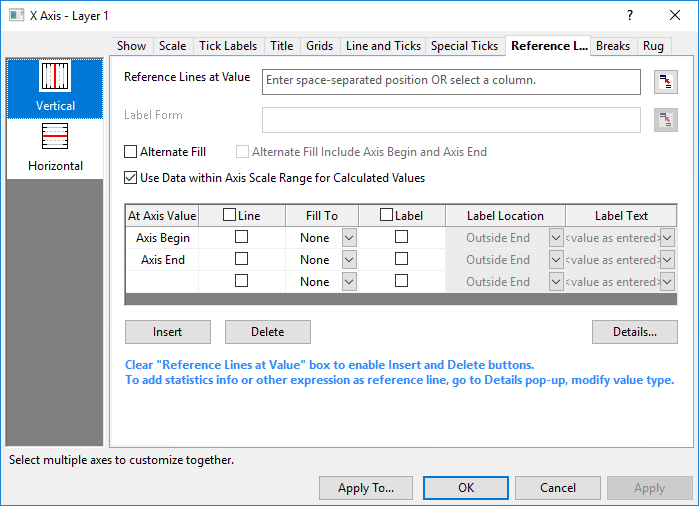 X Axis - Layer 1
?
Show Scale Tick Labels Title Grids Line and Ticks Special Ticks Reference L... Breaks Rug
Vertical
Horizontal
Reference Lines at Value Enter space-separated position OR select a column.
Label Form
Alternate Fill Alternate Fill Include Axis Begin and Axis End
Use Data within Axis Scale Range for Calculated Values
At Axis Value Line Fill To Label Label Location Label Text
Axis Begin None Outside End <value as entered>
Axis End None Outside End <value as entered>
None Outside End <value as entered>
Insert Delete Details...
Clear "Reference Lines at Value" box to enable Insert and Delete buttons.
To add statistics info or other expression as reference line, go to Details pop-up, modify value type.
Select multiple axes to customize together.
Apply To... OK Cancel Apply